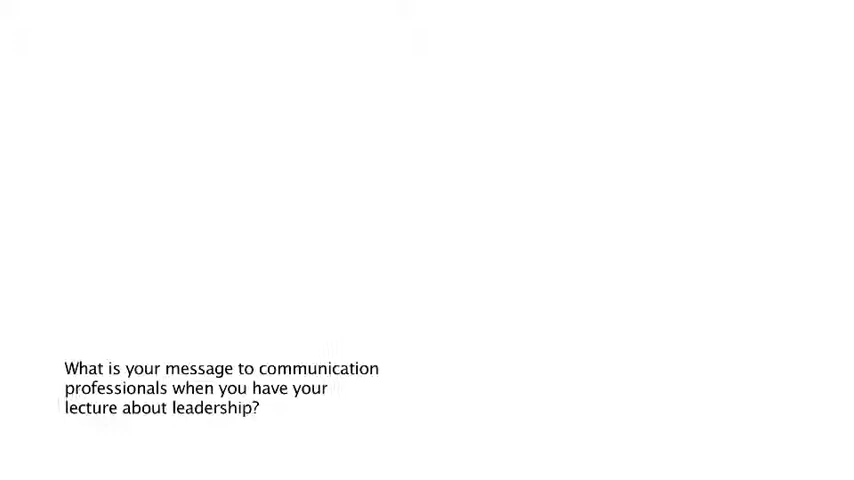 What is your message to communication
professionals when you have your
lecture about leadership?